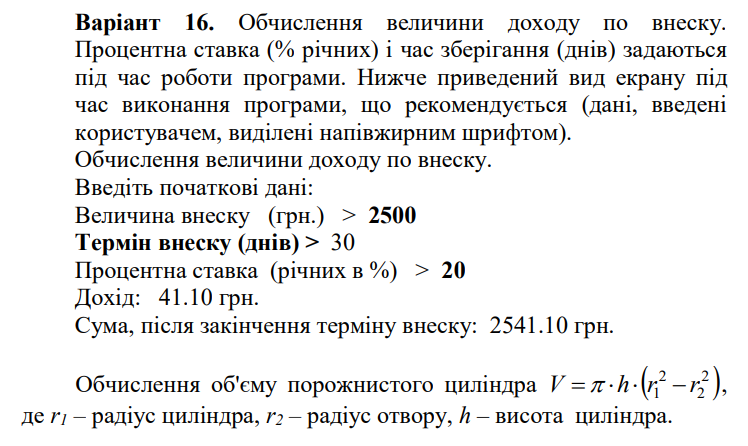 Варіант 16. Обчислення величини доходу по внеску.
Процентна ставка (% річних) і час зберігання (днів) задаються
під час роботи програми. Нижче приведений вид екрану під
час виконання програми, що рекомендується (дані, введені
користувачем, виділені напівжирним шрифтом).
Обчислення величини доходу по внеску.
Введіть початкові дані:
Величина внеску (грн.) > 2500
Термін внеску (днів) > 30
Процентна ставка (річних в %) > 20
Дохід: 41.10 грн.
Сума, після закінчення терміну внеску: 2541.10 грн.
Обчислення об'єму порожнистого циліндра V = π · h · (r₁² − r₂²),
де r₁ – радіус циліндра, r₂ – радіус отвору, h – висота циліндра.